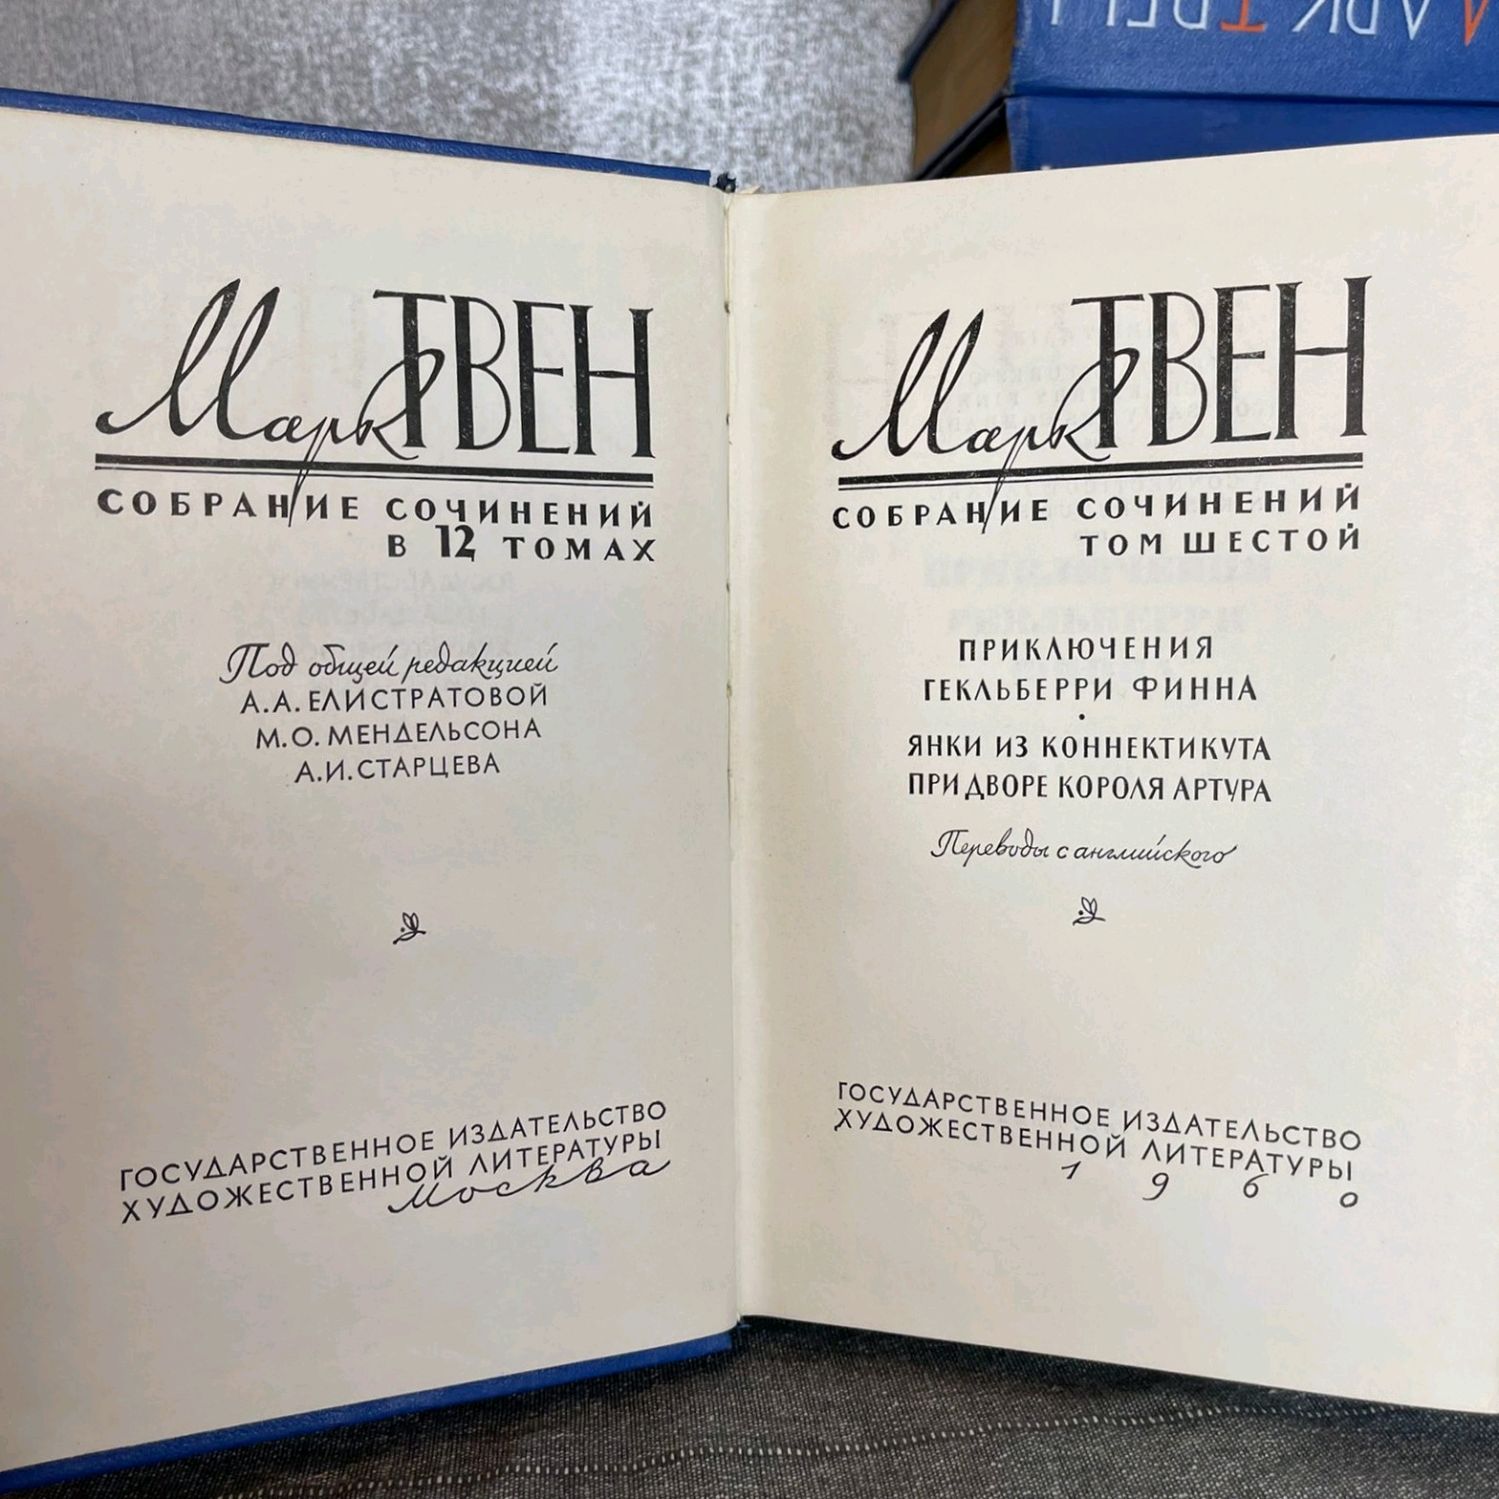 МАРК ТВЕН
Марк ТВЕН
СОБРАНИЕ СОЧИНЕНИЙ
В 12 ТОМАХ
Под общей редакцией
А.А. ЕЛИСТРАТОВОЙ
М.О. МЕНДЕЛЬСОНА
А.И. СТАРЦЕВА
ГОСУДАРСТВЕННОЕ ИЗДАТЕЛЬСТВО
ХУДОЖЕСТВЕННОЙ ЛИТЕРАТУРЫ
Москва
Марк ТВЕН
СОБРАНИЕ СОЧИНЕНИЙ
ТОМ ШЕСТОЙ
ПРИКЛЮЧЕНИЯ
ГЕКЛЬБЕРРИ ФИННА
ЯНКИ ИЗ КОННЕКТИКУТА
ПРИ ДВОРЕ КОРОЛЯ АРТУРА
Переводы с английского
ГОСУДАРСТВЕННОЕ ИЗДАТЕЛЬСТВО
ХУДОЖЕСТВЕННОЙ ЛИТЕРАТУРЫ
1960